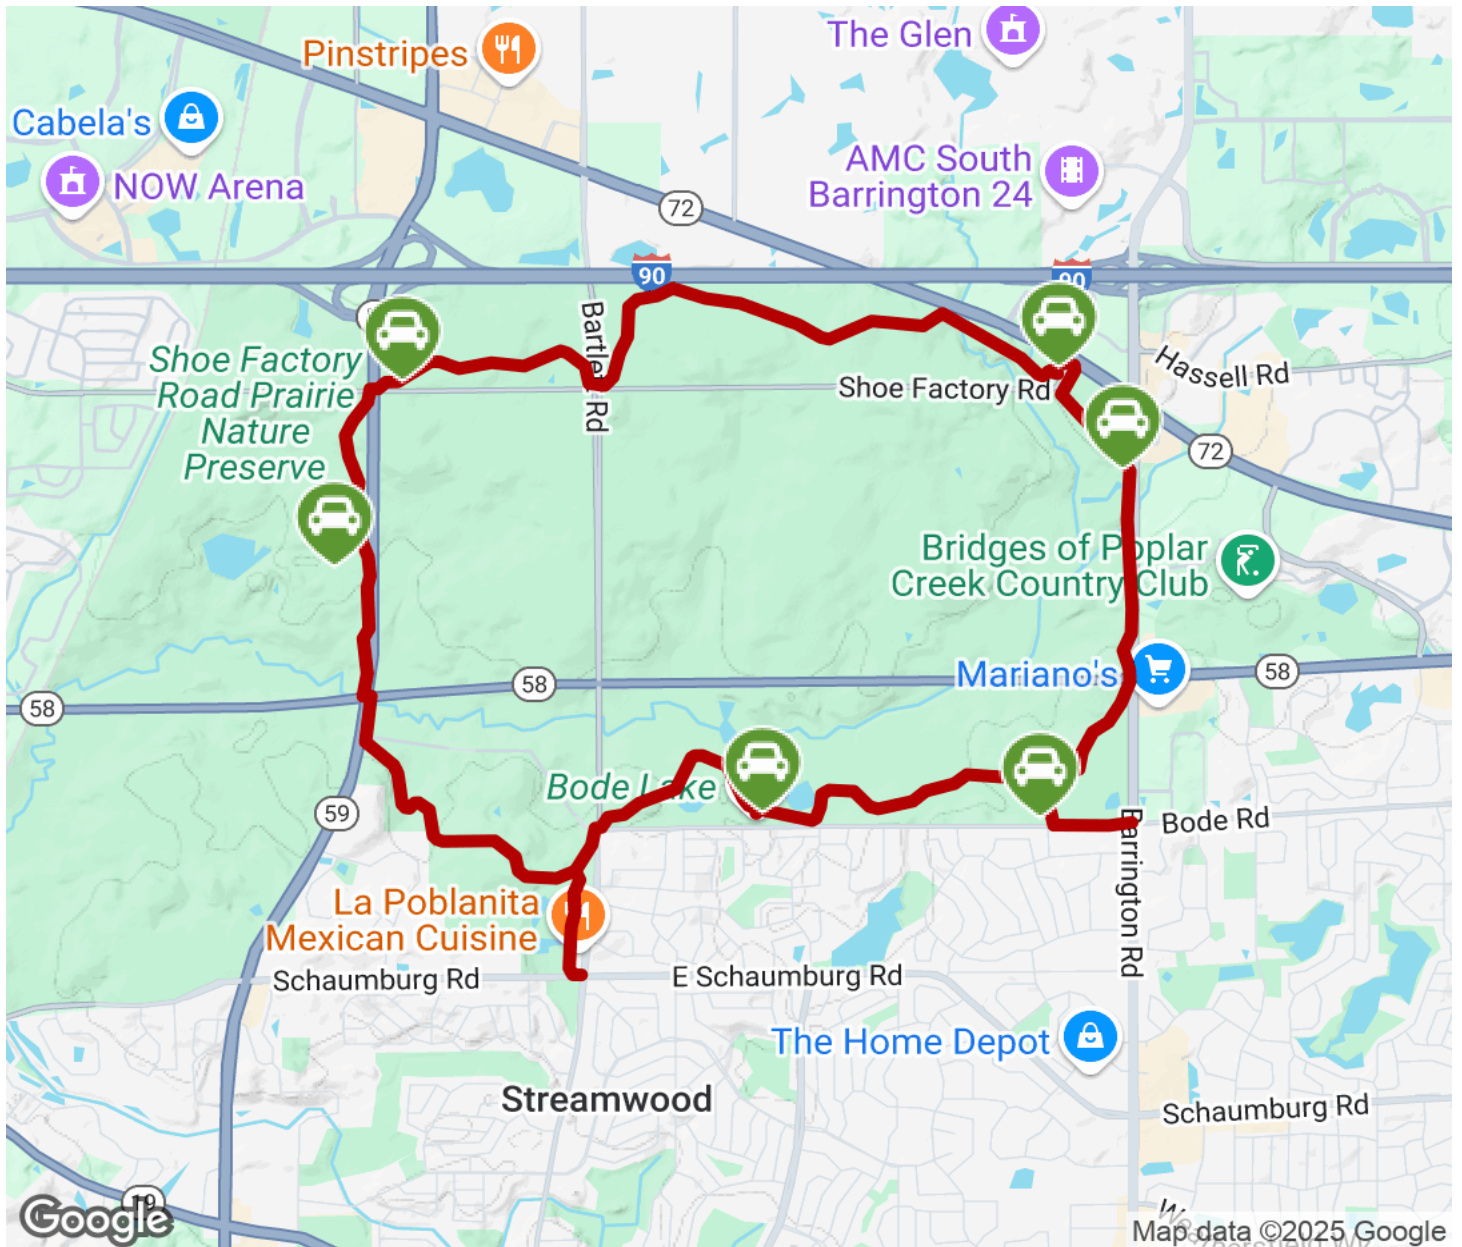 The Glen
Pinstripes
Cabela's
NOW Arena
AMC South
Barrington 24
72
90
90
Bartlett Rd
Shoe Factory
Road Prairie
Nature
Preserve
Shoe Factory Rd
Hassell Rd
72
Bridges of Poplar
Creek Country Club
Mariano's
58
58
58
Bode Lake
59
Bode Rd
Barrington Rd
La Poblanita
Mexican Cuisine
Schaumburg Rd
E Schaumburg Rd
The Home Depot
Streamwood
Schaumburg Rd
19
Google
Map data ©2025 Google